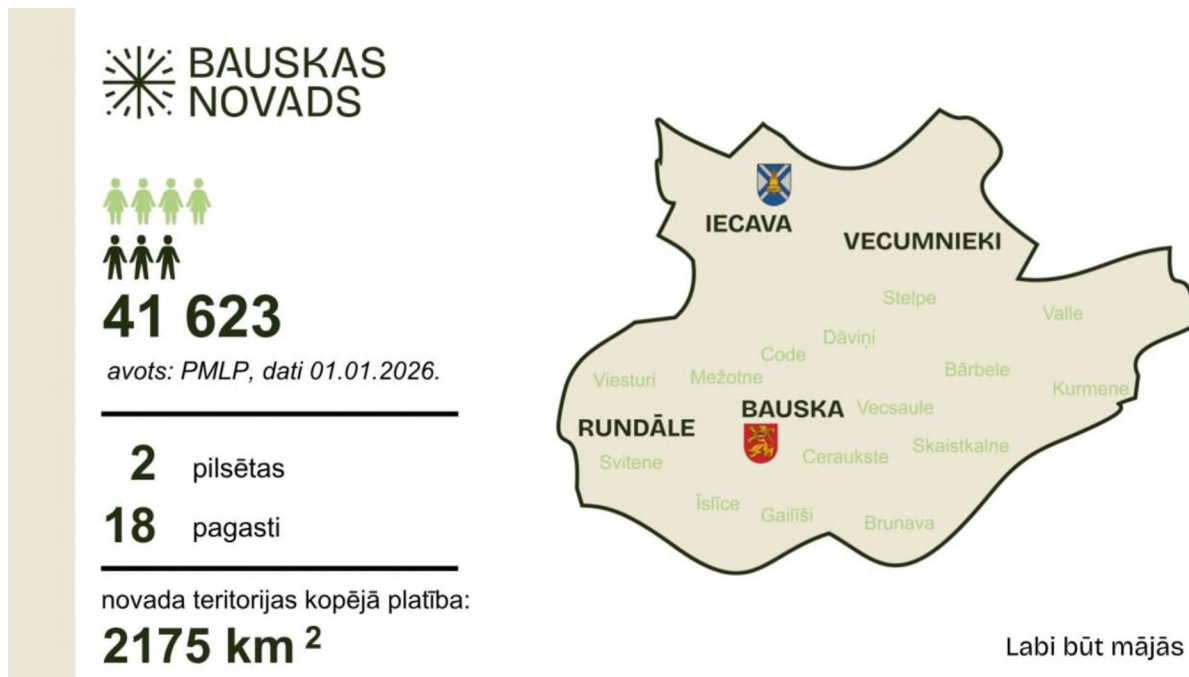 BAUSKAS
NOVADS
41 623
avots: PMLP, dati 01.01.2026.
2 pilsētas
18 pagasti
novada teritorijas kopējā platība:
2175 km 2
IECAVA
VECUMNIEKI
Stelpe
Valle
Dāviņi
Code
Bārbele
Viesturi
Mežotne
Kurmene
BAUSKA
Vecsaule
RUNDĀLE
Skaistkalne
Svitene
Ceraukste
Īslīce
Gailīši
Brunava
Labi būt mājās